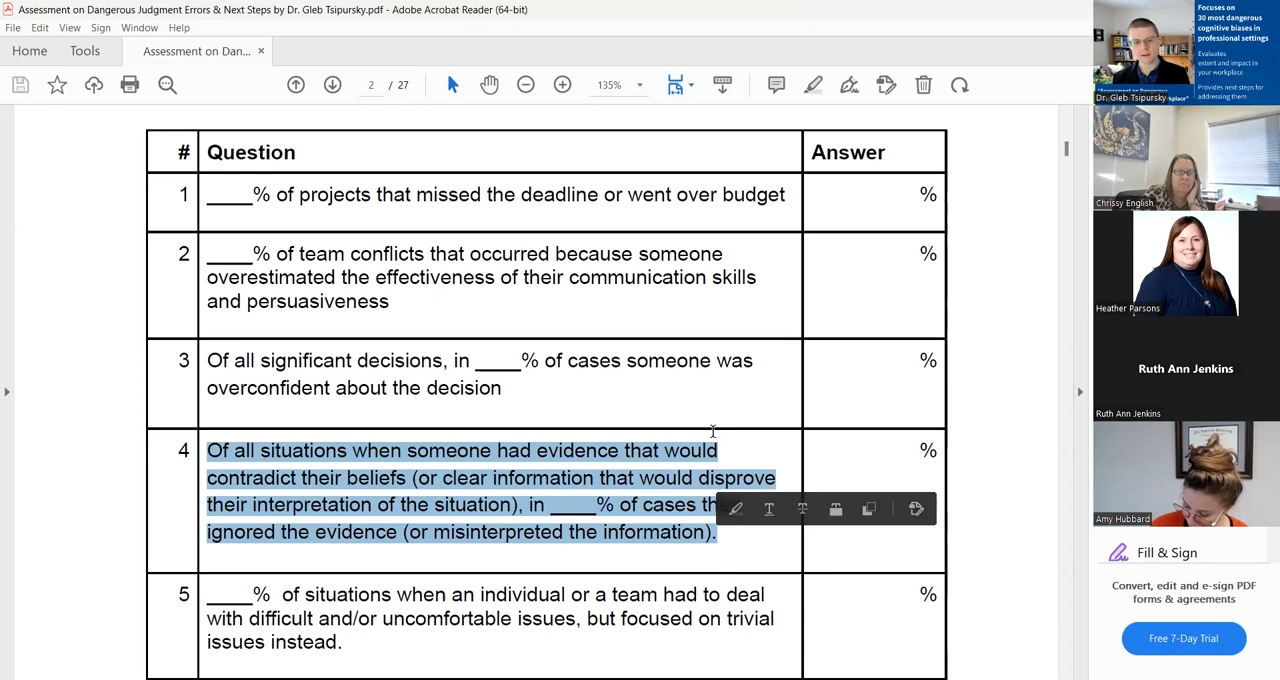 Assessment on Dangerous Judgment Errors & Next Steps by Dr. Gleb Tsipursky.pdf - Adobe Acrobat Reader (64-bit)
File Edit View Sign Window Help
Home Tools Assessment on Dan... ×
2 / 27 135%
# Question Answer
1 ____% of projects that missed the deadline or went over budget %
2 ____% of team conflicts that occurred because someone %
overestimated the effectiveness of their communication skills
and persuasiveness
3 Of all significant decisions, in ____% of cases someone was %
overconfident about the decision
4 Of all situations when someone had evidence that would %
contradict their beliefs (or clear information that would disprove
their interpretation of the situation), in ____% of cases
ignored the evidence (or misinterpreted the information).
5 ____% of situations when an individual or a team had to deal %
with difficult and/or uncomfortable issues, but focused on trivial
issues instead.
Focuses on
30 most dangerous
cognitive biases in
professional settings
Evaluates
extent and impact in
your workplace
Provides next steps for
addressing them
Dr. Gleb Tsipursky
Chrissy English
Heather Parsons
Ruth Ann Jenkins
Ruth Ann Jenkins
Amy Hubbard
Fill & Sign
Convert, edit and e-sign PDF
forms & agreements
Free 7-Day Trial